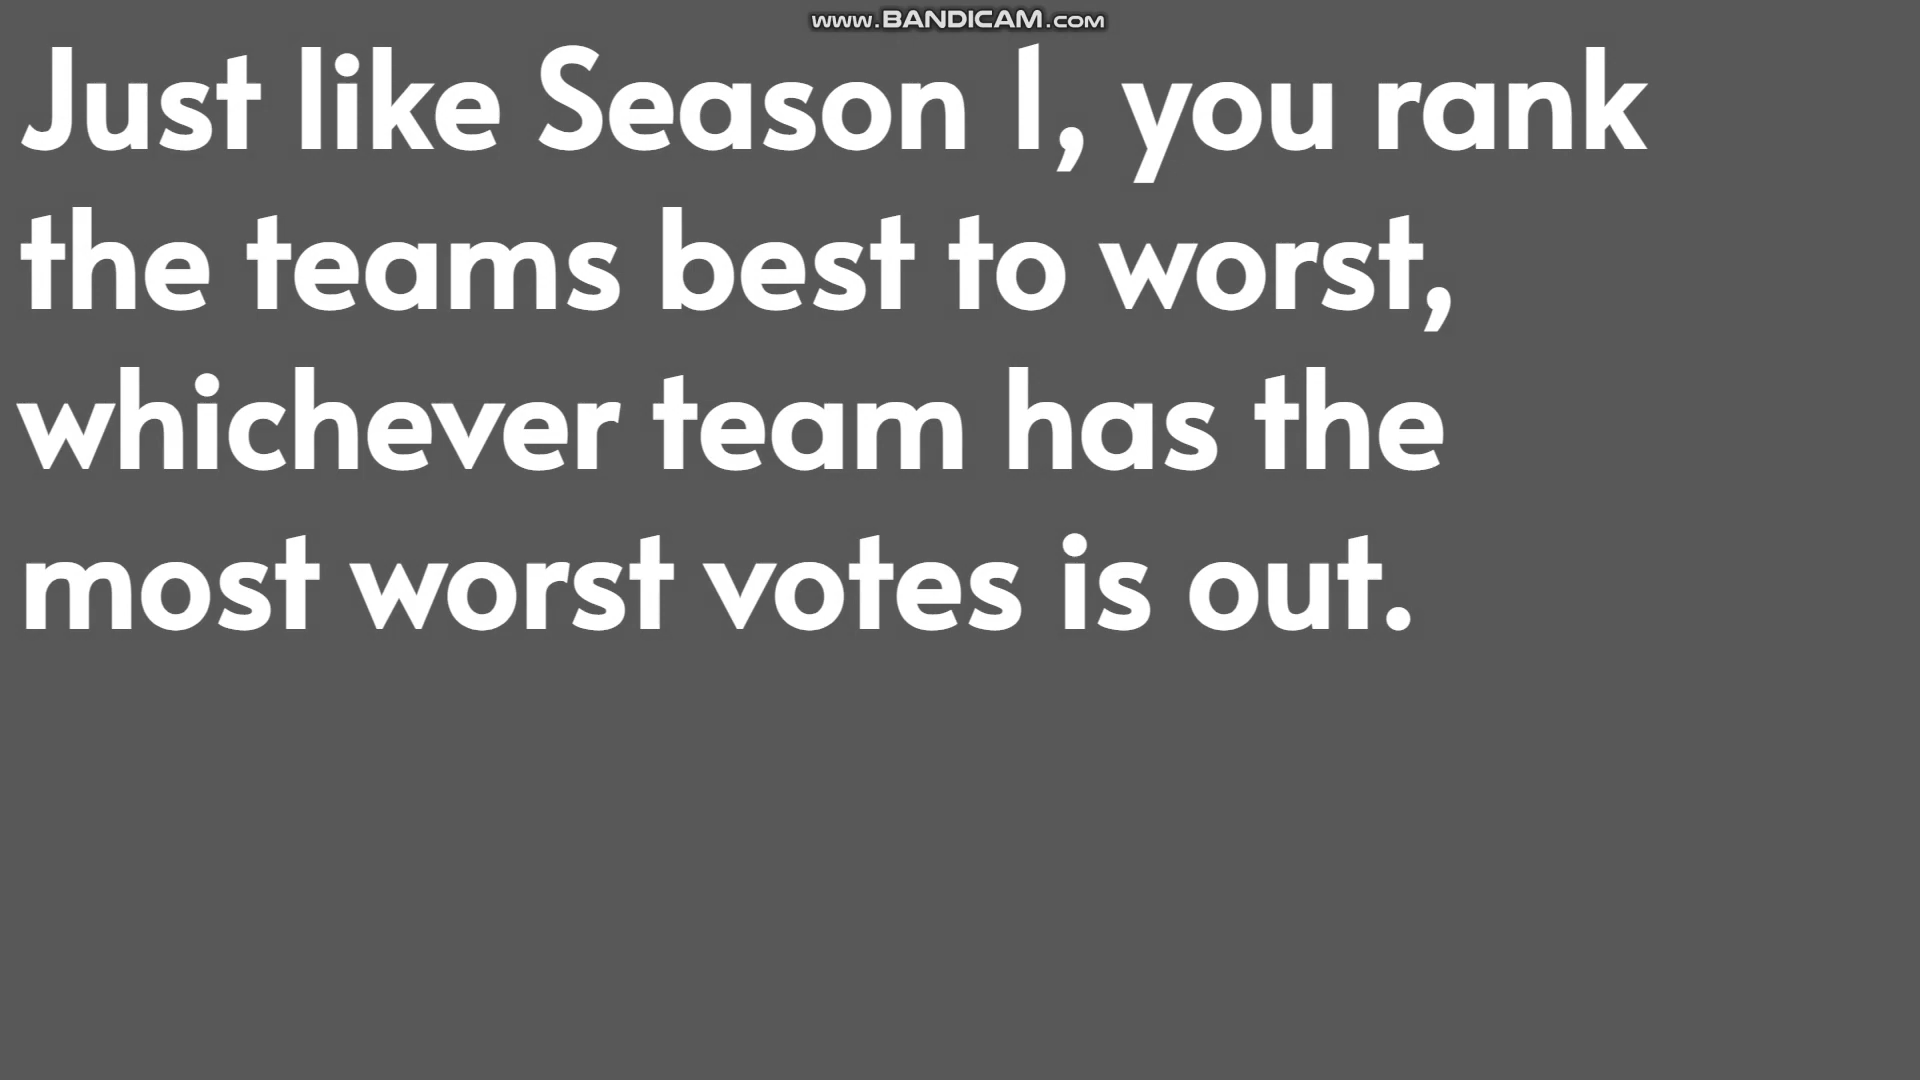 www.BANDICAM.com
Just like Season 1, you rank
the teams best to worst,
whichever team has the
most worst votes is out.